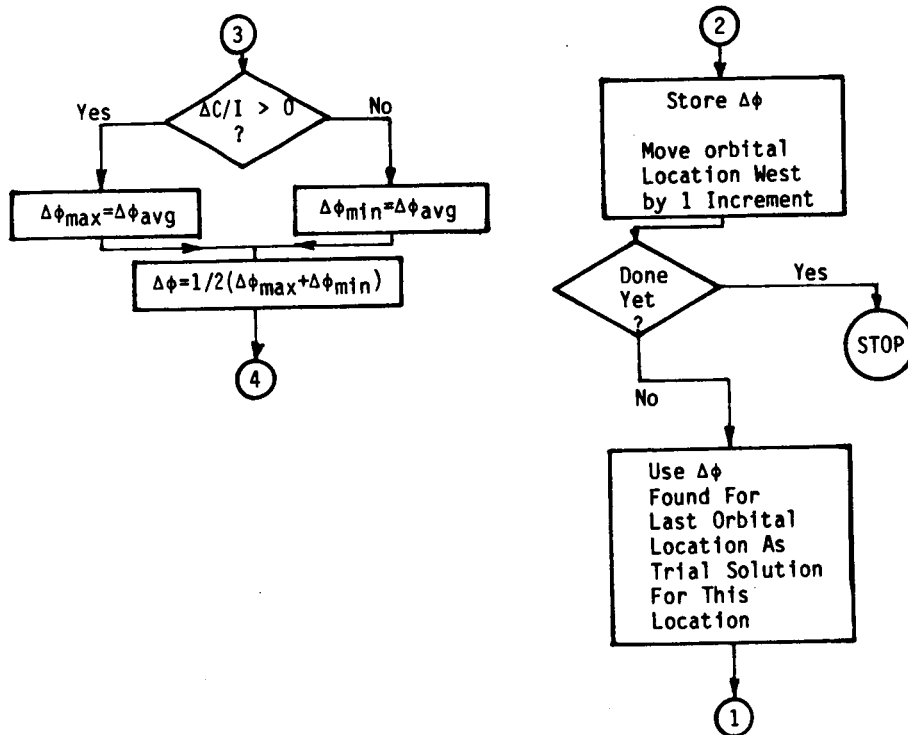 3
ΔC/I > 0
?
Yes
No
Δϕmax=Δϕavg
Δϕmin=Δϕavg
Δϕ=1/2(Δϕmax+Δϕmin)
4
2
Store Δϕ
Move orbital
Location West
by 1 Increment
Done
Yet
?
Yes
STOP
No
Use Δϕ
Found For
Last Orbital
Location As
Trial Solution
For This
Location
1